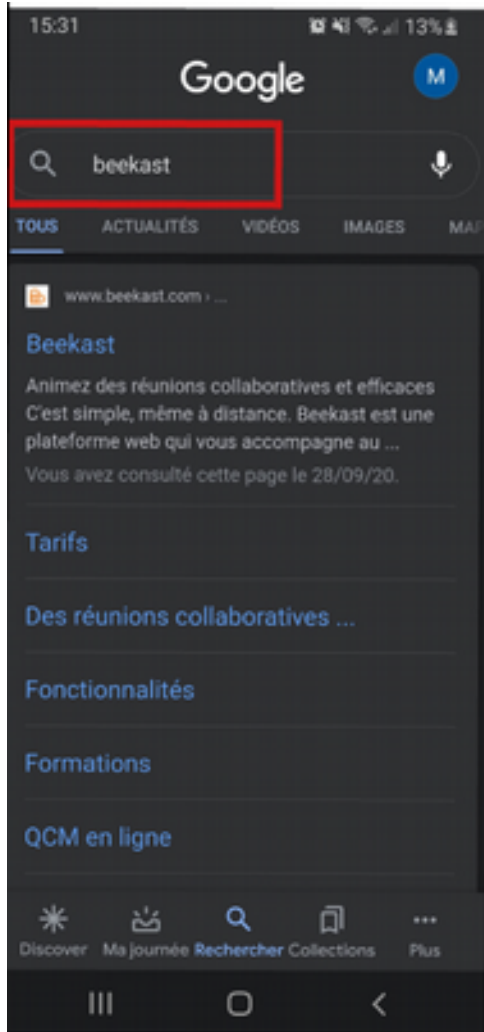 15:31 13%
Google M
beekast
TOUS ACTUALITÉS VIDÉOS IMAGES MAP
www.beekast.com › ...
Beekast
Animez des réunions collaboratives et efficaces
C'est simple, même à distance. Beekast est une
plateforme web qui vous accompagne au ...
Vous avez consulté cette page le 28/09/20.
Tarifs
Des réunions collaboratives ...
Fonctionnalités
Formations
QCM en ligne
Discover Ma journée Rechercher Collections Plus